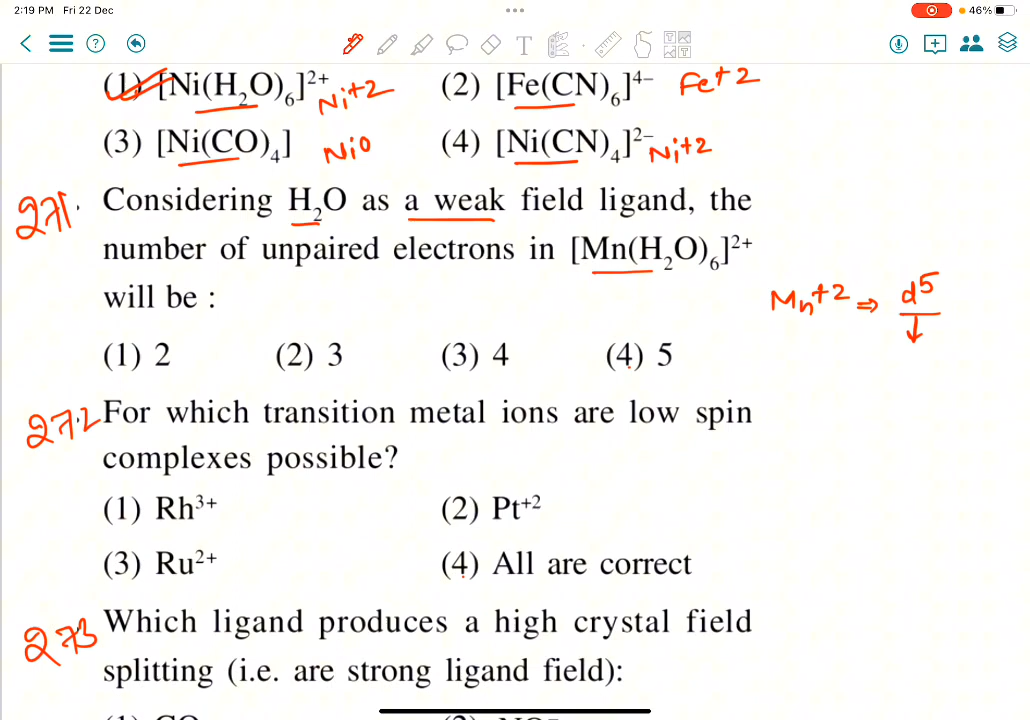 2:19 PM Fri 22 Dec 46%
(1) [Ni(H₂O)₆]²⁺ Ni+2 (2) [Fe(CN)₆]⁴⁻ Fe+2
(3) [Ni(CO)₄] Ni0 (4) [Ni(CN)₄]²⁻ Ni+2
271. Considering H₂O as a weak field ligand, the
number of unpaired electrons in [Mn(H₂O)₆]²⁺
will be : Mn+2 ⇒ d5 ↓
(1) 2 (2) 3 (3) 4 (4) 5
272. For which transition metal ions are low spin
complexes possible?
(1) Rh³⁺ (2) Pt⁺²
(3) Ru²⁺ (4) All are correct
273 Which ligand produces a high crystal field
splitting (i.e. are strong ligand field):